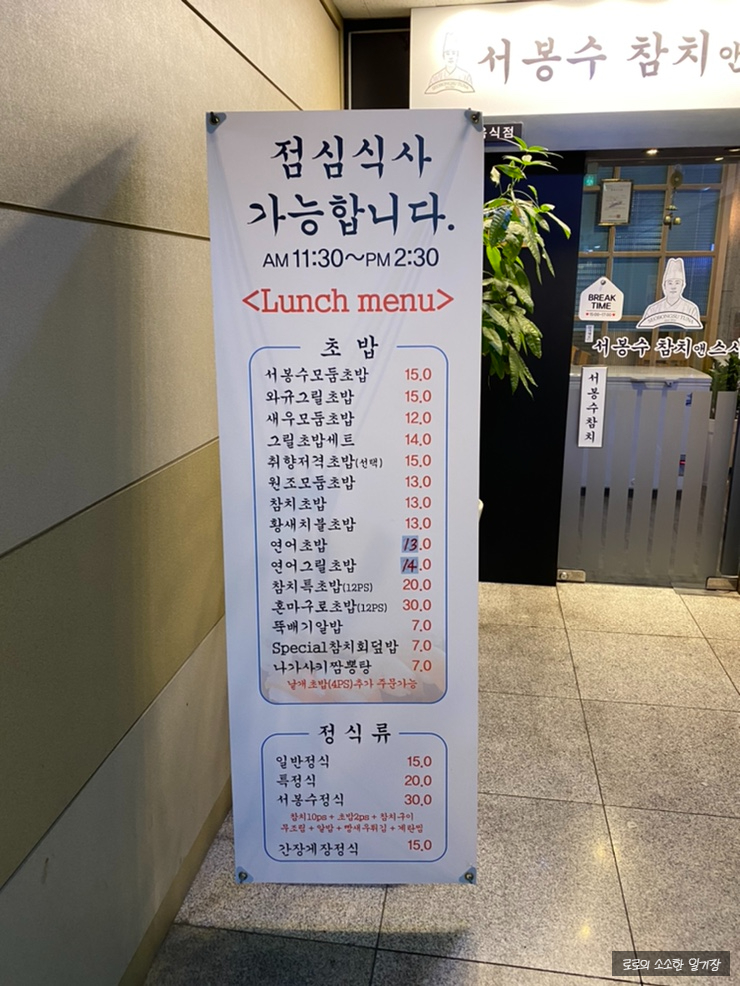 서봉수 참치앤
음식점
점심식사
가능합니다.
AM 11:30~PM 2:30
<Lunch menu>
초밥
서봉수모둠초밥 15.0
와규그릴초밥 15.0
새우모둠초밥 12.0
그릴초밥세트 14.0
취향저격초밥(선택) 15.0
원조모둠초밥 13.0
참치초밥 13.0
황새치불초밥 13.0
연어초밥 13.0
연어그릴초밥 14.0
참치특초밥(12PS) 20.0
혼마구로초밥(12PS) 30.0
뚝배기알밥 7.0
Special참치회덮밥 7.0
나가사키짬뽕탕 7.0
낱개초밥(4PS)추가 주문가능
정식류
일반정식 15.0
특정식 20.0
서봉수정식 30.0
참치10ps + 초밥2ps + 참치구이
무조림 + 알밥 + 빵새우튀김 + 계란찜
간장게장정식 15.0
BREAK
TIME
SEOBONGSU TUNA
서봉수 참치앤스시
서봉수참치
로로의 소소한 일기장